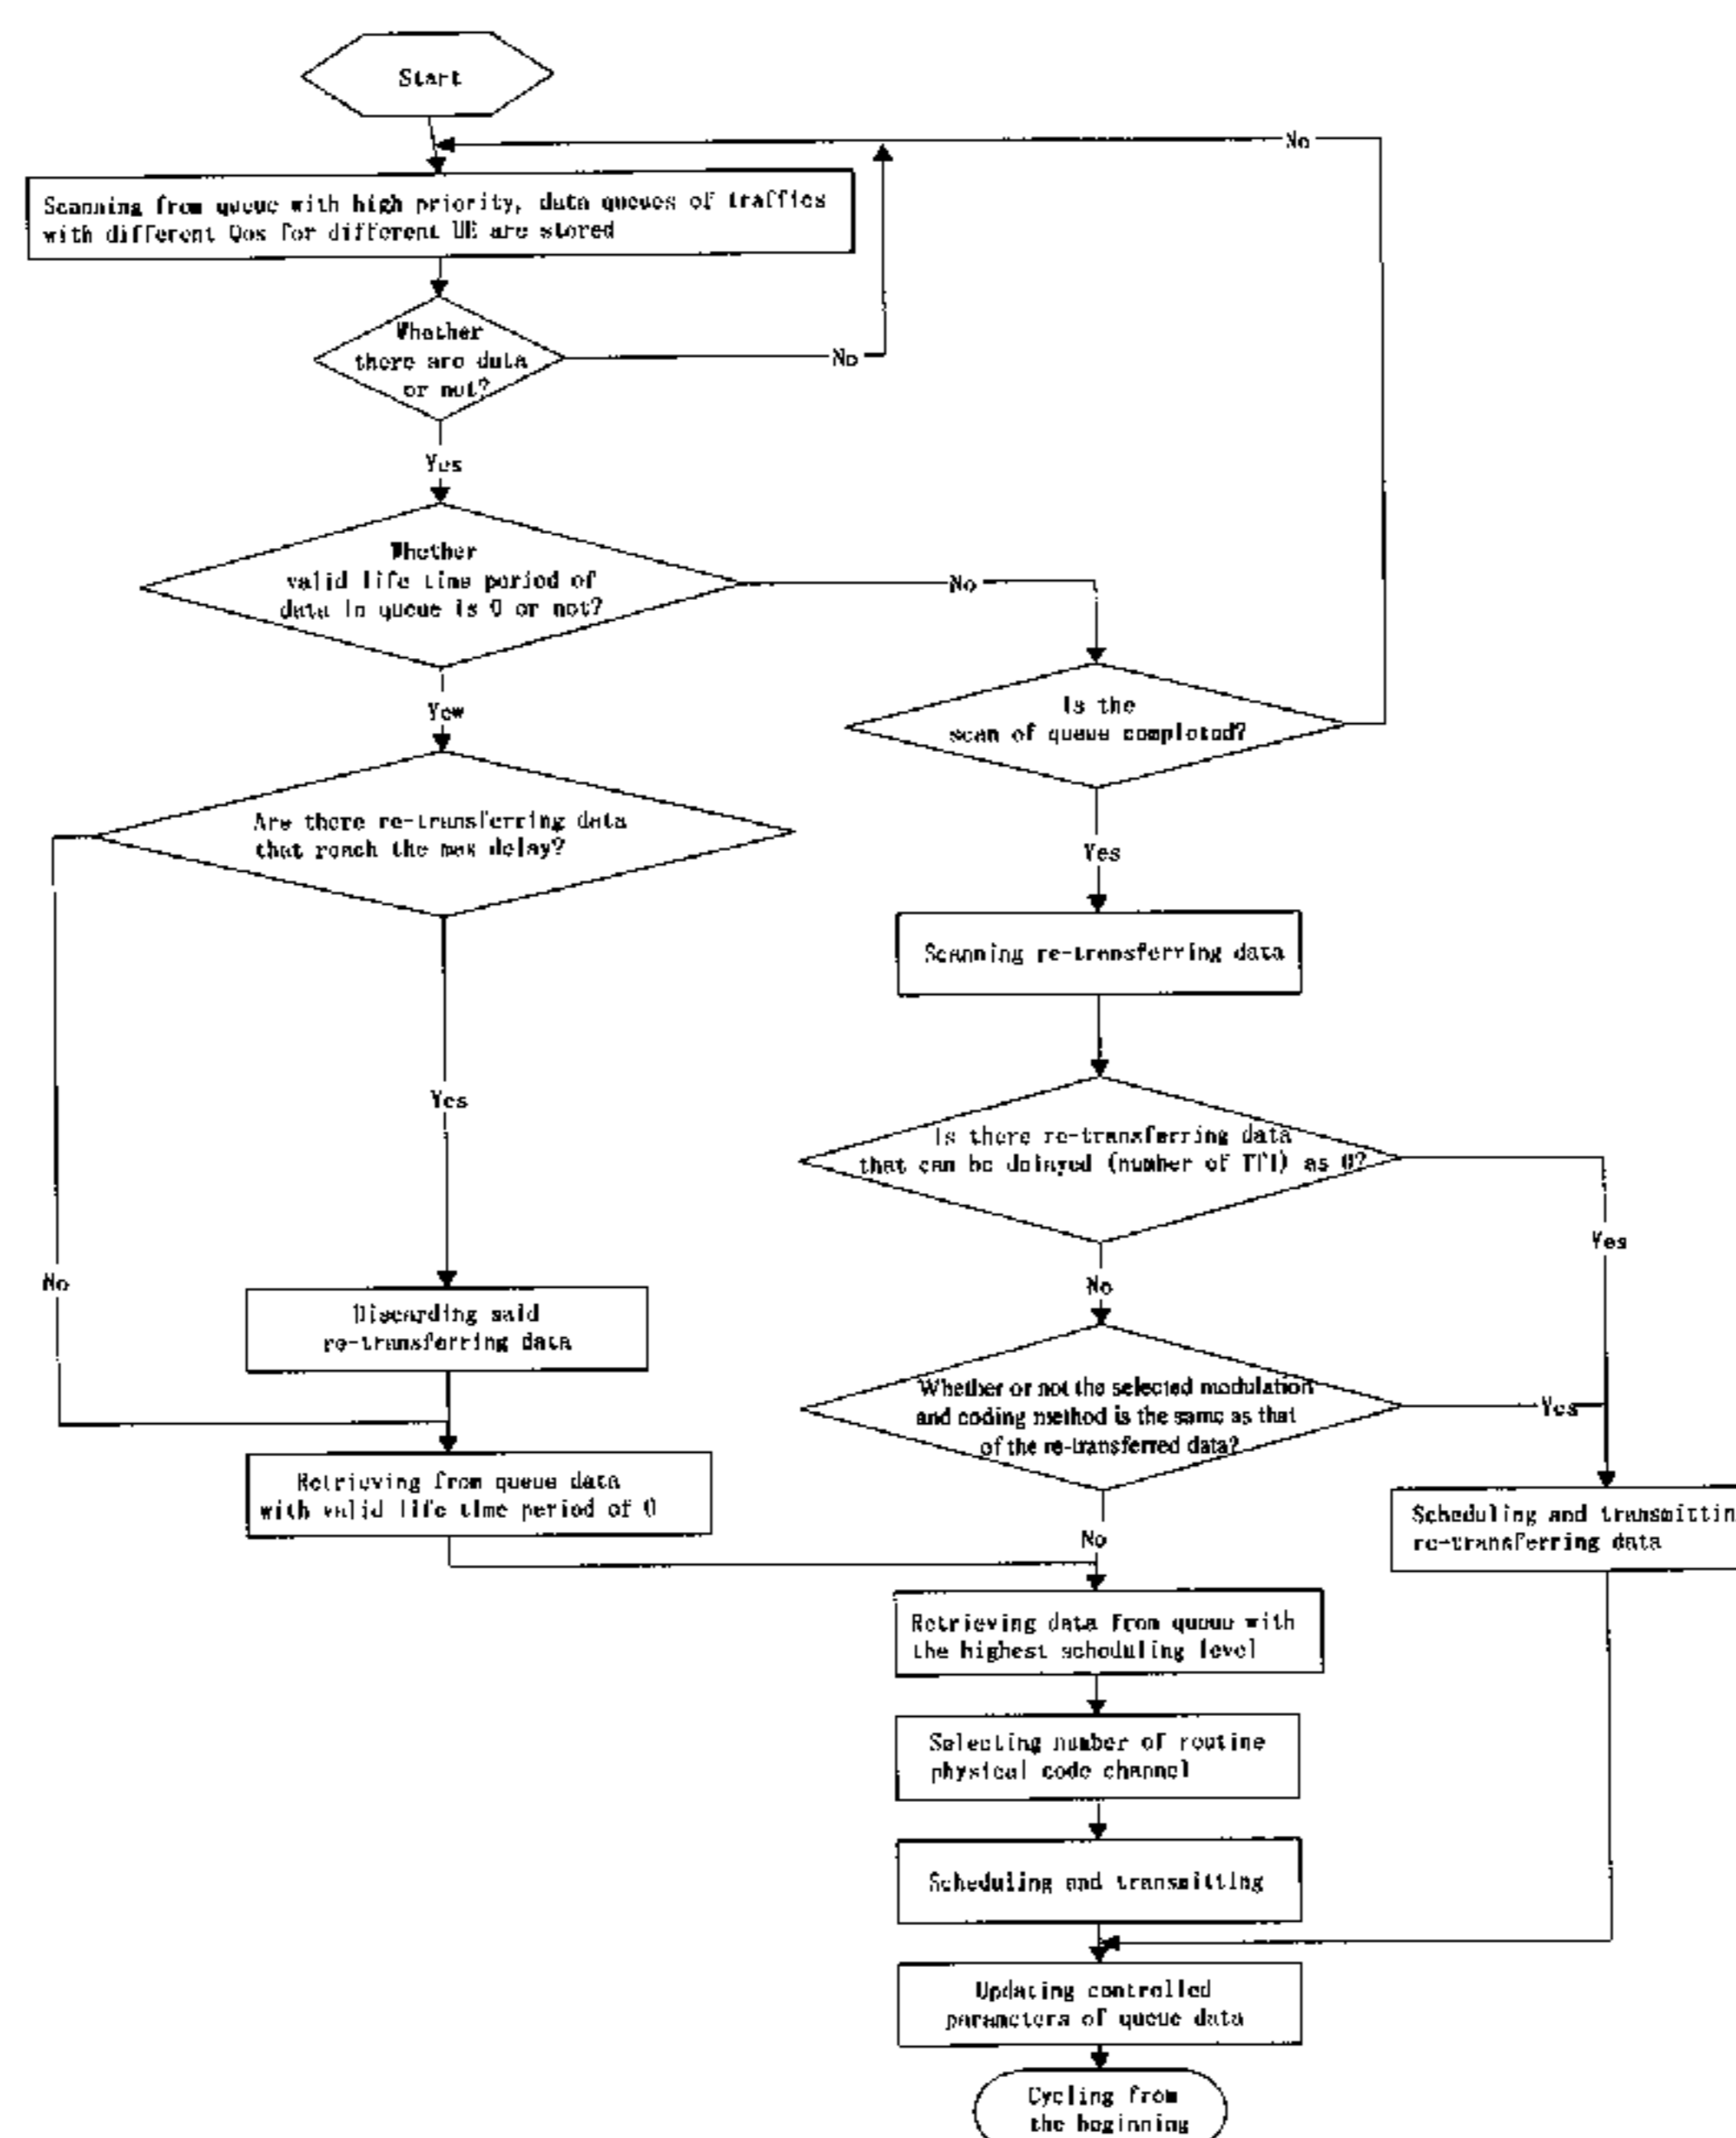 Start
No
Scanning from queue with high priority, data queues of traffics
with different Qos for different UE are stored
Whether
there are data
or not?
No
Yes
Whether
valid life time period of
data in queue is 0 or not?
No
Yes
Is the
scan of queue completed?
Are there re-transferring data
that reach the max delay?
Yes
Scanning re-transferring data
Yes
Is there re-transferring data
that can be delayed (number of TTI) as 0?
Yes
No
No
Discarding said
re-transferring data
Whether or not the selected modulation
and coding method is the same as that
of the re-transferred data?
Yes
Retrieving from queue data
with valid life time period of 0
Scheduling and transmittin
re-transferring data
No
Retrieving data from queue with
the highest scheduling level
Selecting number of routine
physical code channel
Scheduling and transmitting
Updating controlled
parameters of queue data
Cycling from
the beginning